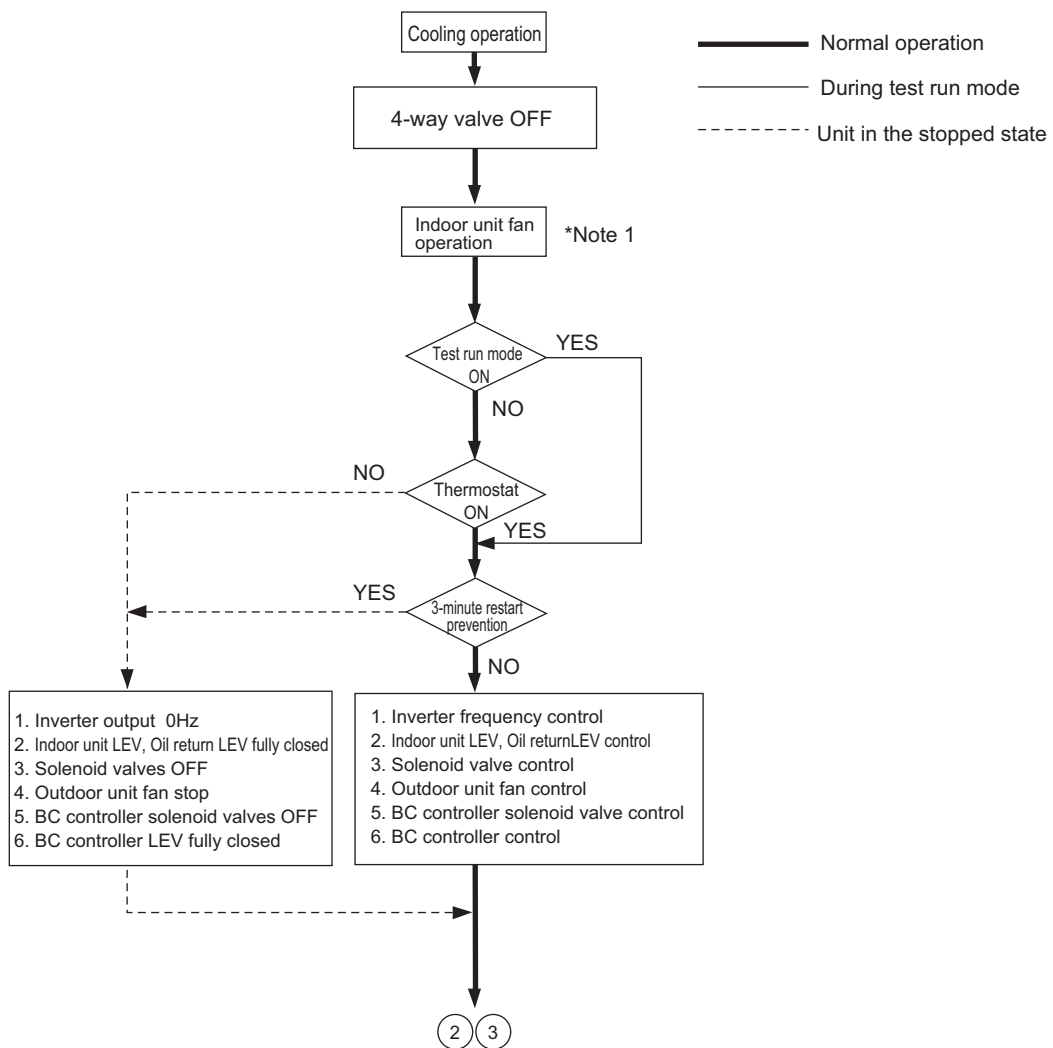 Cooling operation
Normal operation
During test run mode
Unit in the stopped state
4-way valve OFF
Indoor unit fan
operation
*Note 1
Test run mode
ON
YES
NO
NO
Thermostat
ON
YES
YES
3-minute restart
prevention
NO
1. Inverter output 0Hz
2. Indoor unit LEV, Oil return LEV fully closed
3. Solenoid valves OFF
4. Outdoor unit fan stop
5. BC controller solenoid valves OFF
6. BC controller LEV fully closed
1. Inverter frequency control
2. Indoor unit LEV, Oil returnLEV control
3. Solenoid valve control
4. Outdoor unit fan control
5. BC controller solenoid valve control
6. BC controller control
2 3